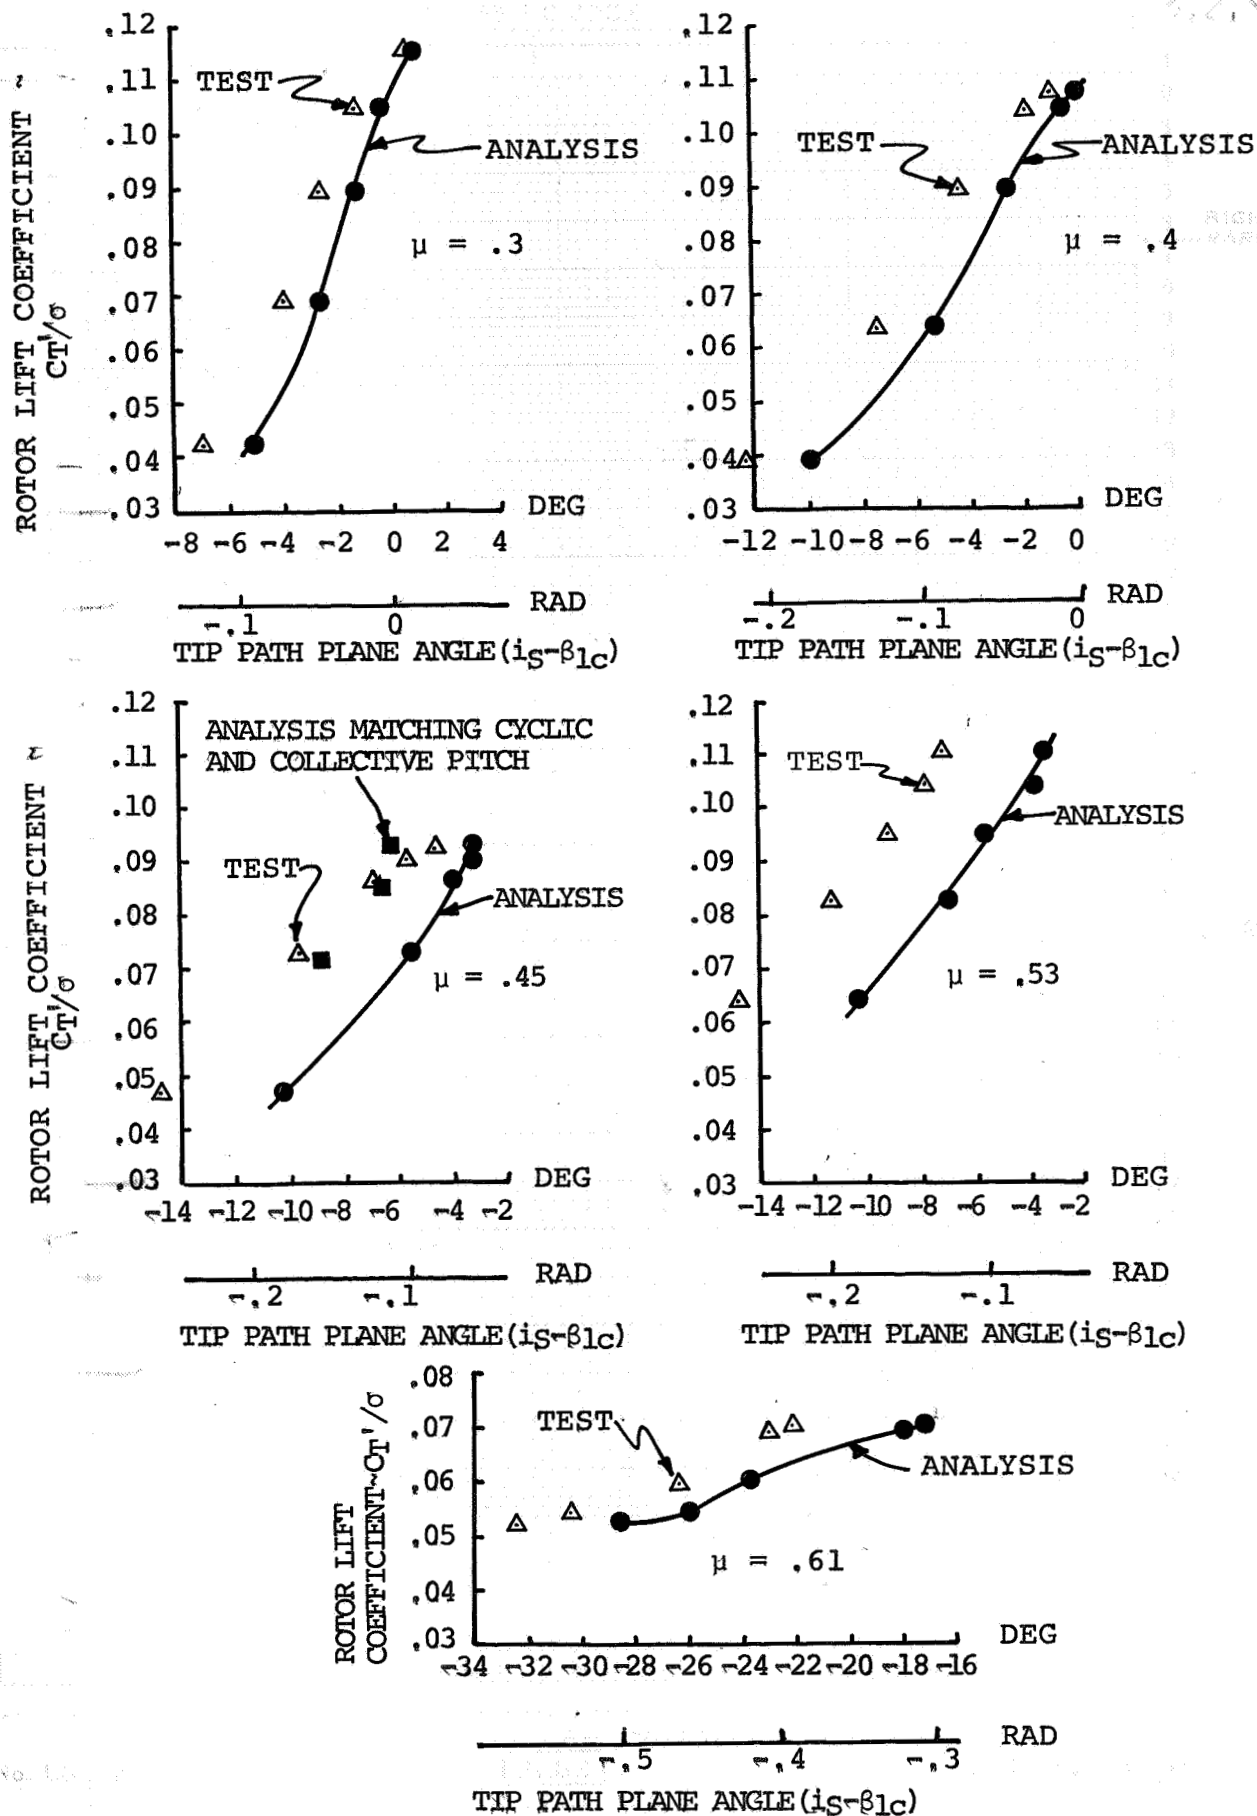 ROTOR LIFT COEFFICIENT ~
CT'/σ
.12
.11
.10
.09
.08
.07
.06
.05
.04
.03
TEST
ANALYSIS
μ = .3
DEG
-8 -6 -4 -2 0 2 4
RAD
-.1 0
TIP PATH PLANE ANGLE(iS-β1c)
.12
.11
.10
.09
.08
.07
.06
.05
.04
.03
TEST
ANALYSIS
μ = .4
DEG
-12 -10 -8 -6 -4 -2 0
RAD
-.2 -.1 0
TIP PATH PLANE ANGLE(iS-β1c)
ROTOR LIFT COEFFICIENT ~
CT'/σ
.12
.11
.10
.09
.08
.07
.06
.05
.04
.03
ANALYSIS MATCHING CYCLIC
AND COLLECTIVE PITCH
TEST
ANALYSIS
μ = .45
DEG
-14 -12 -10 -8 -6 -4 -2
RAD
-.2 -.1
TIP PATH PLANE ANGLE(iS-β1c)
.12
.11
.10
.09
.08
.07
.06
.05
.04
.03
TEST
ANALYSIS
μ = .53
DEG
-14 -12 -10 -8 -6 -4 -2
RAD
-.2 -.1
TIP PATH PLANE ANGLE(iS-β1c)
ROTOR LIFT
COEFFICIENT~CT'/σ
.08
.07
.06
.05
.04
.03
TEST
ANALYSIS
μ = .61
DEG
-34 -32 -30 -28 -26 -24 -22 -20 -18 -16
RAD
-.5 -.4 -.3
TIP PATH PLANE ANGLE(iS-β1c)